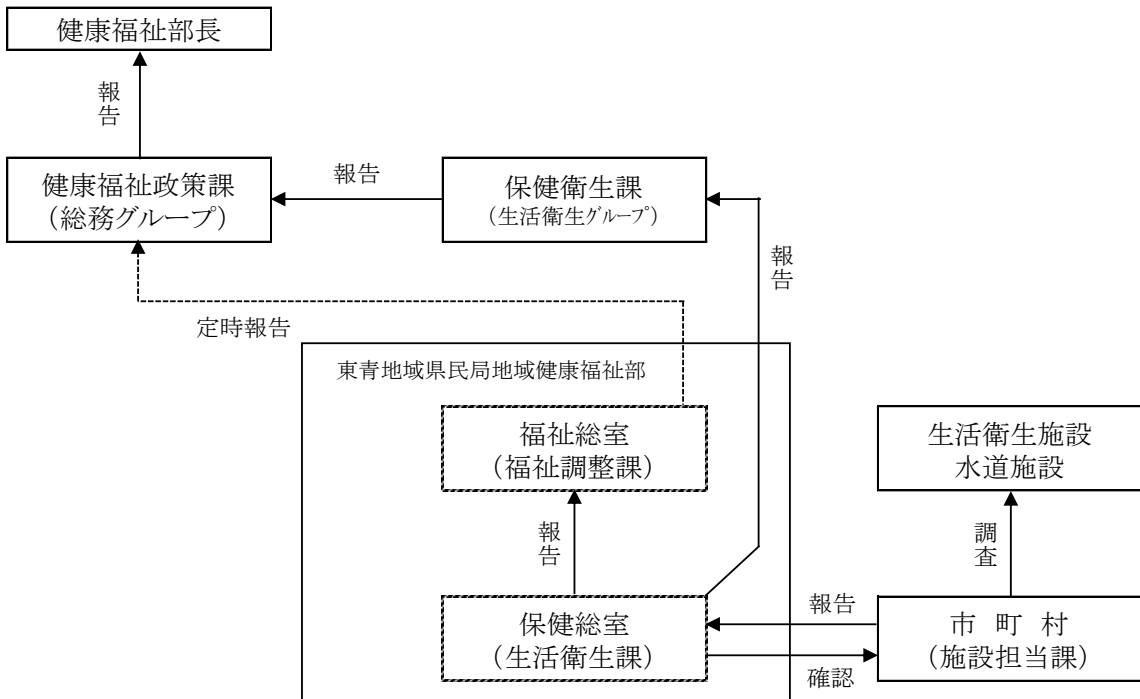 健康福祉部長
報告
健康福祉政策課
（総務グループ）
報告
保健衛生課
（生活衛生ｸﾞﾙｰﾌﾟ）
報告
定時報告
東青地域県民局地域健康福祉部
福祉総室
（福祉調整課）
生活衛生施設
水道施設
報告
調査
保健総室
（生活衛生課）
報告
確認
市　町　村
（施設担当課）